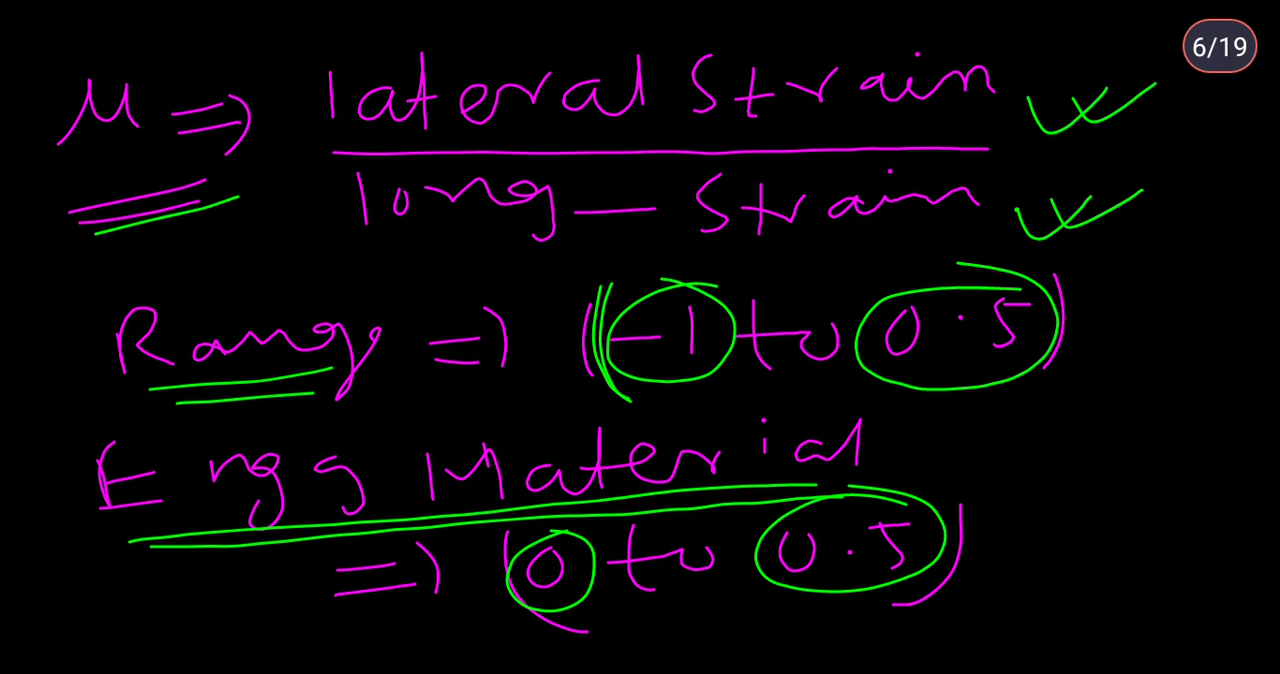 6/19
μ ⇒ lateral Strain
long - Strain
Range ⇒ (-1 to 0.5)
Engg Material
⇒ (0 to 0.5)